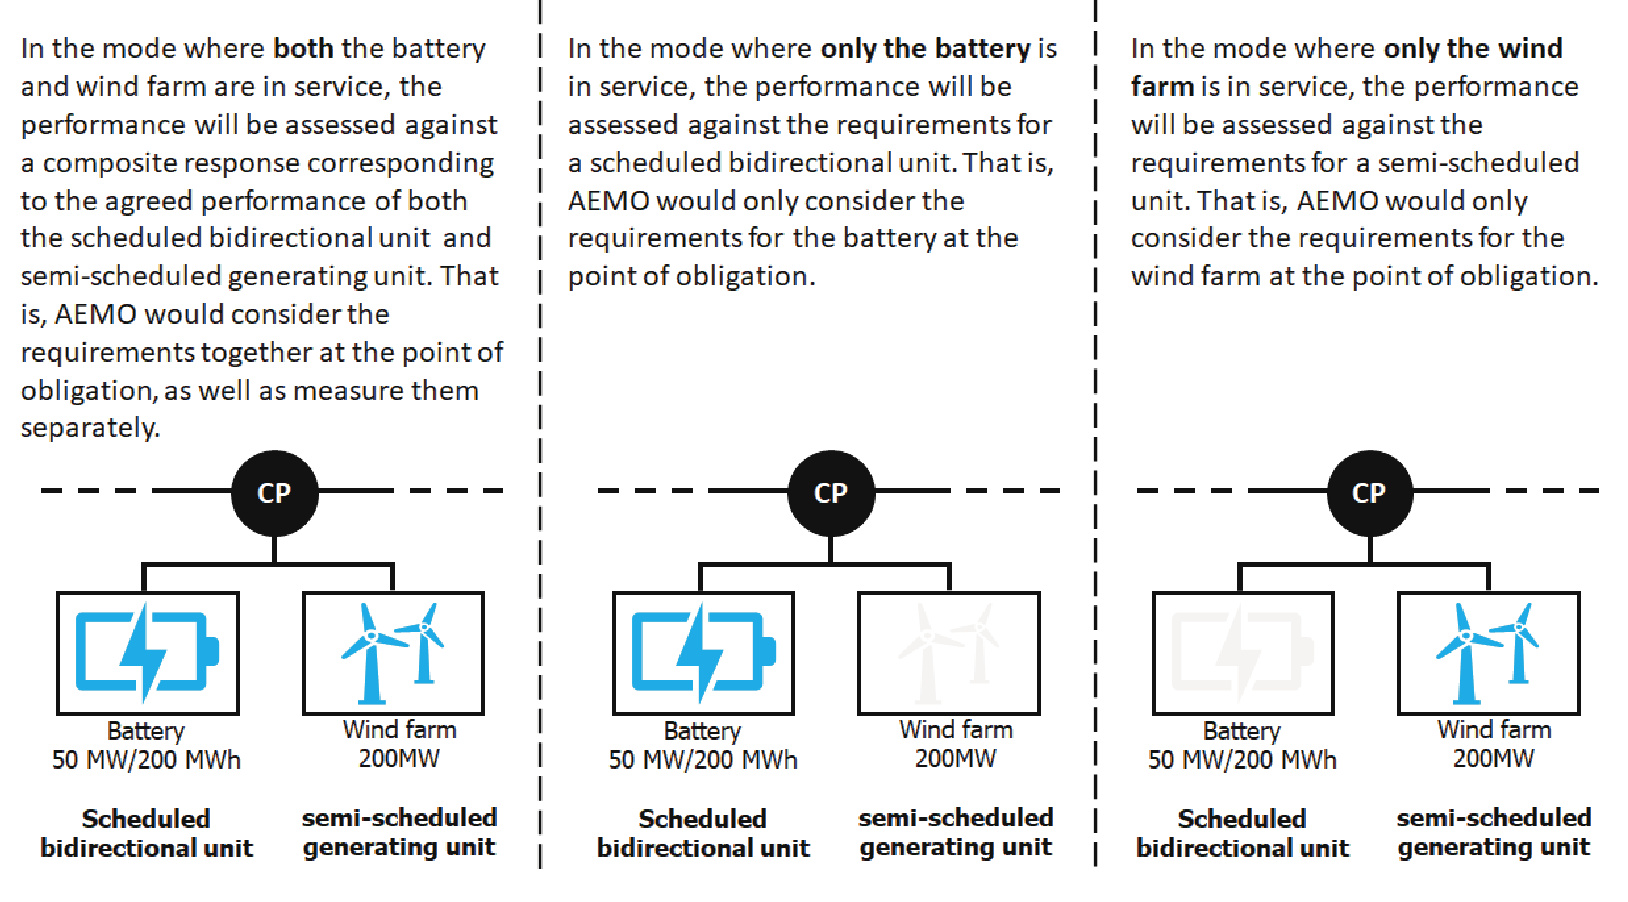 In the mode where both the battery
and wind farm are in service, the
performance will be assessed against
a composite response corresponding
to the agreed performance of both
the scheduled bidirectional unit and
semi-scheduled generating unit. That
is, AEMO would consider the
requirements together at the point of
obligation, as well as measure them
separately.
CP
Battery
50 MW/200 MWh
Scheduled
bidirectional unit
Wind farm
200MW
semi-scheduled
generating unit
In the mode where only the battery is
in service, the performance will be
assessed against the requirements for
a scheduled bidirectional unit. That is,
AEMO would only consider the
requirements for the battery at the
point of obligation.
CP
Battery
50 MW/200 MWh
Scheduled
bidirectional unit
Wind farm
200MW
semi-scheduled
generating unit
In the mode where only the wind
farm is in service, the performance
will be assessed against the
requirements for a semi-scheduled
unit. That is, AEMO would only
consider the requirements for the
wind farm at the point of obligation.
CP
Battery
50 MW/200 MWh
Scheduled
bidirectional unit
Wind farm
200MW
semi-scheduled
generating unit